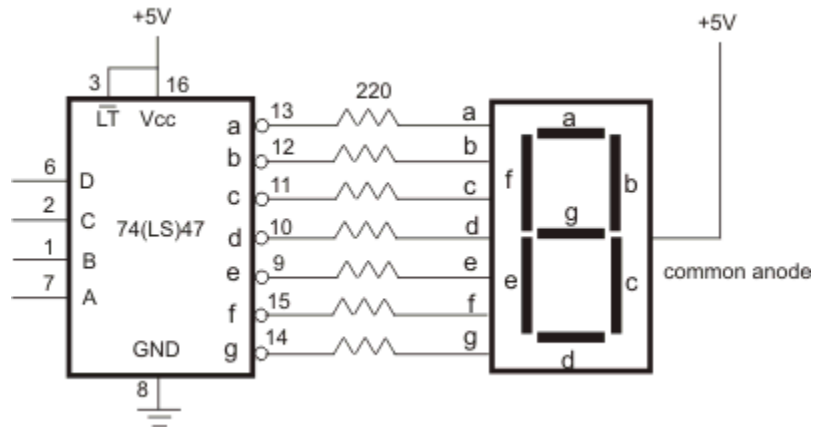 +5V
+5V
3 16
220
LT Vcc
a 13 a a
b 12 b
c 11 c
f b
6 D
2 C
74(LS)47
d 10 d
g
1 B
e 9 e
e c
common anode
7 A
f 15 f
GND
g 14 g
d
8